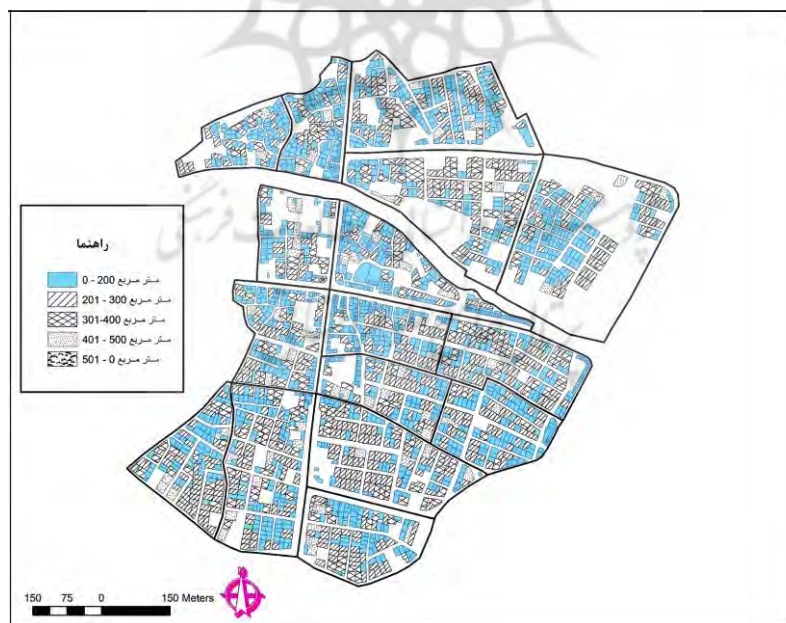 راهنما
0 - 200 متر مربع
201 - 300 متر مربع
301-400 متر مربع
401 - 500 متر مربع
501 - 0 متر مربع
150 75 0 150 Meters